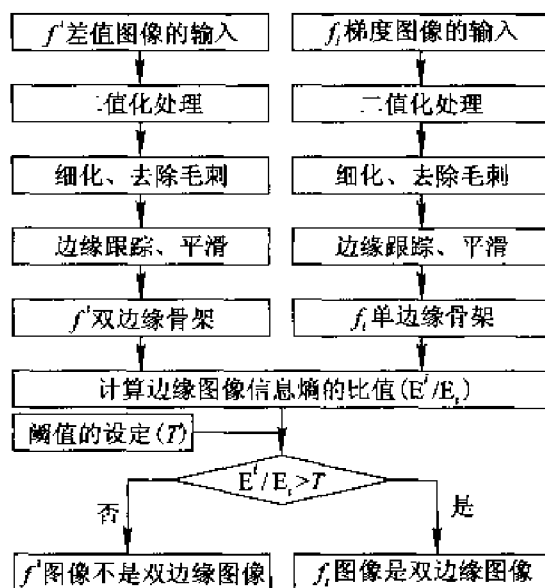 f^i差值图像的输入
f_t梯度图像的输入
二值化处理
二值化处理
细化、去除毛刺
细化、去除毛刺
边缘跟踪、平滑
边缘跟踪、平滑
f^i双边缘骨架
f_t单边缘骨架
计算边缘图像信息熵的比值(E^i/E_t)
阈值的设定(T)
E^i/E_t>T
否
是
f^i图像不是双边缘图像
f_t图像是双边缘图像